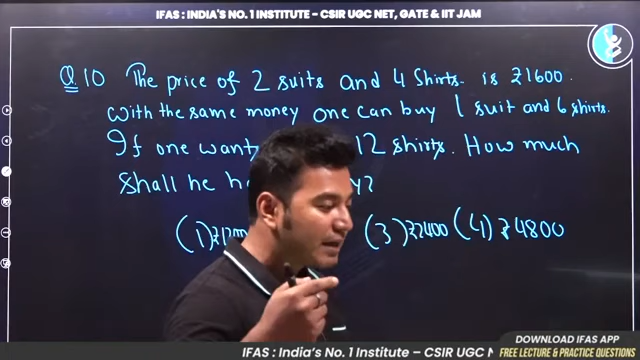 IFAS : INDIA'S NO. 1 INSTITUTE – CSIR UGC NET, GATE & IIT JAM
Q.10 The price of 2 suits and 4 Shirts is ₹1600.
With the same money one can buy 1 suit and 6 shirts.
If one want 12 shirts. How much
shall he
(1) (3) ₹2400 (4) ₹4800
DOWNLOAD IFAS APP
FREE LECTURE & PRACTICE QUESTIONS
IFAS : India's No. 1 Institute – CSIR UGC N